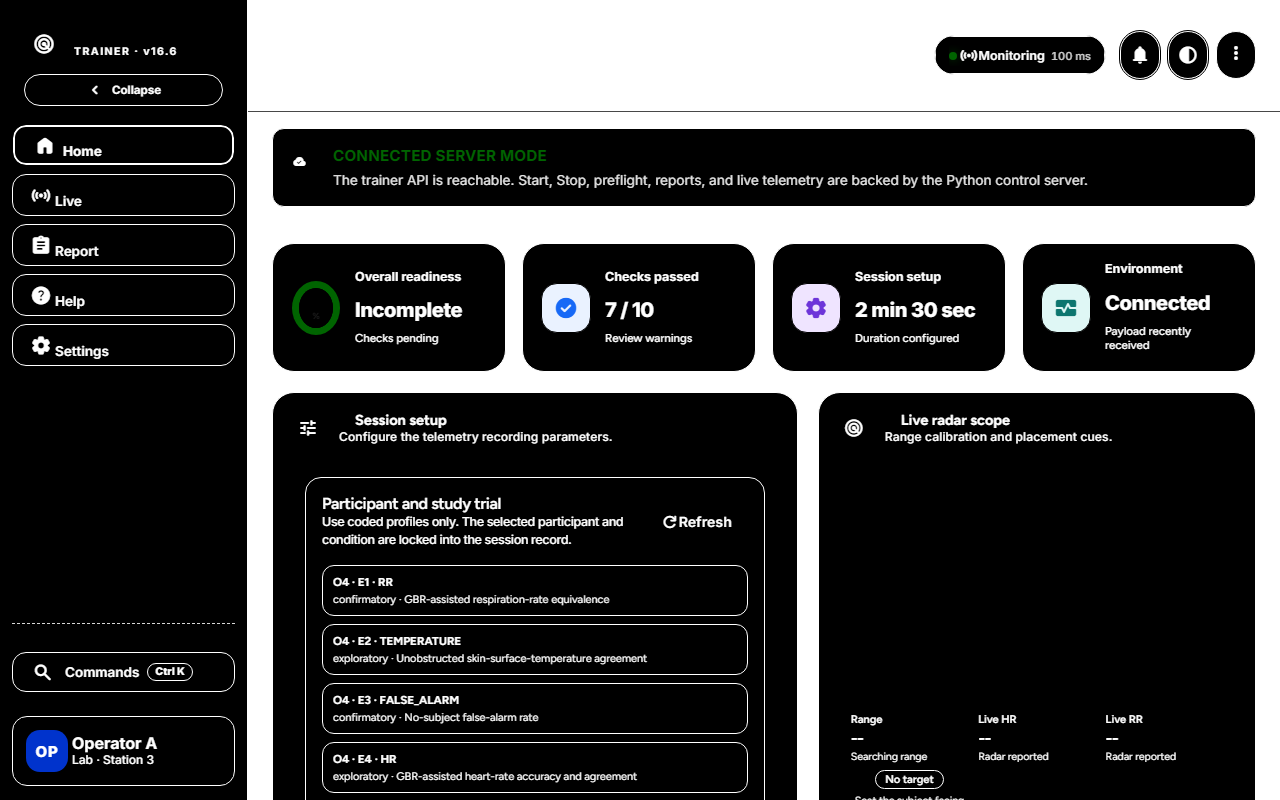 TRAINER · v16.6
Collapse
Home
Live
Report
Help
Settings
Commands Ctrl K
OP
Operator A
Lab · Station 3
Monitoring 100 ms
CONNECTED SERVER MODE
The trainer API is reachable. Start, Stop, preflight, reports, and live telemetry are backed by the Python control server.
Overall readiness
Incomplete
Checks pending
Checks passed
7 / 10
Review warnings
Session setup
2 min 30 sec
Duration configured
Environment
Connected
Payload recently
received
Session setup
Configure the telemetry recording parameters.
Participant and study trial
Use coded profiles only. The selected participant and
condition are locked into the session record.
Refresh
O4 · E1 · RR
confirmatory · GBR-assisted respiration-rate equivalence
O4 · E2 · TEMPERATURE
exploratory · Unobstructed skin-surface-temperature agreement
O4 · E3 · FALSE_ALARM
confirmatory · No-subject false-alarm rate
O4 · E4 · HR
exploratory · GBR-assisted heart-rate accuracy and agreement
Live radar scope
Range calibration and placement cues.
Range
--
Searching range
Live HR
--
Radar reported
Live RR
--
Radar reported
No target
Seat the subject facing